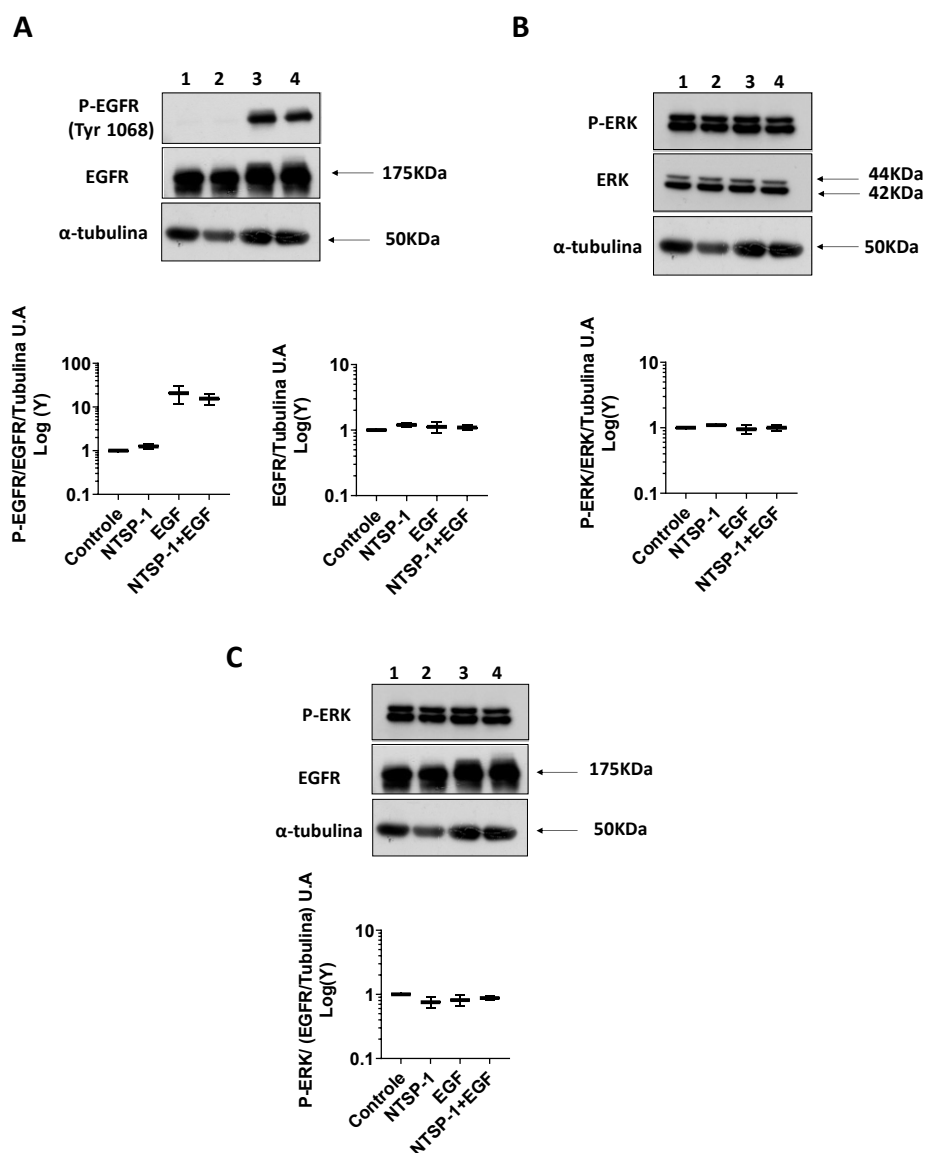 A
1 2 3 4
P-EGFR
(Tyr 1068)
EGFR
175KDa
α-tubulina
50KDa
B
1 2 3 4
P-ERK
ERK
44KDa
42KDa
α-tubulina
50KDa
P-EGFR/EGFR/Tubulina U.A
Log (Y)
100
10
1
0.1
Controle
NTSP-1
EGF
NTSP-1+EGF
EGFR/Tubulina U.A
Log(Y)
10
1
0.1
Controle
NTSP-1
EGF
NTSP-1+EGF
P-ERK/ERK/Tubulina U.A
Log(Y)
10
1
0.1
Controle
NTSP-1
EGF
NTSP-1+EGF
C
1 2 3 4
P-ERK
EGFR
175KDa
α-tubulina
50KDa
P-ERK/ (EGFR/Tubulina) U.A
Log(Y)
10
1
0.1
Controle
NTSP-1
EGF
NTSP-1+EGF